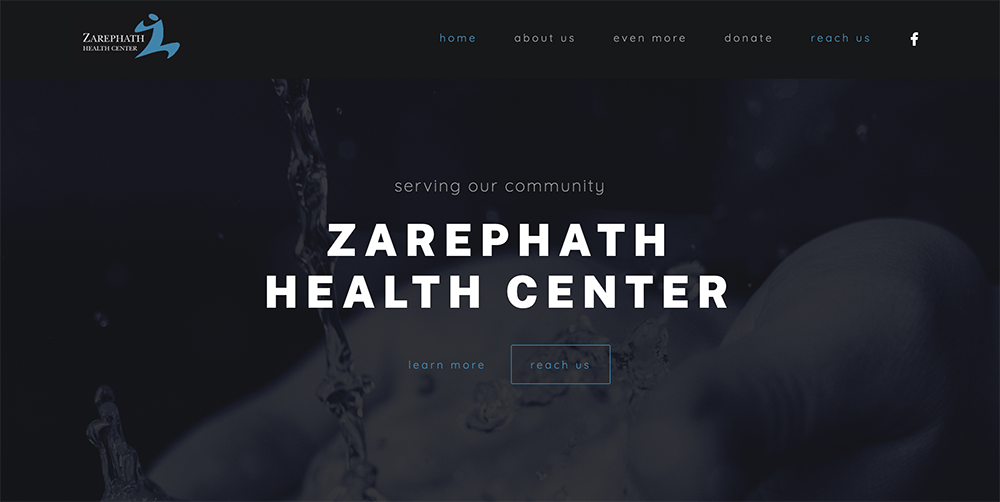 ZAREPHATH
HEALTH CENTER
home about us even more donate reach us f
serving our community
ZAREPHATH
HEALTH CENTER
learn more reach us